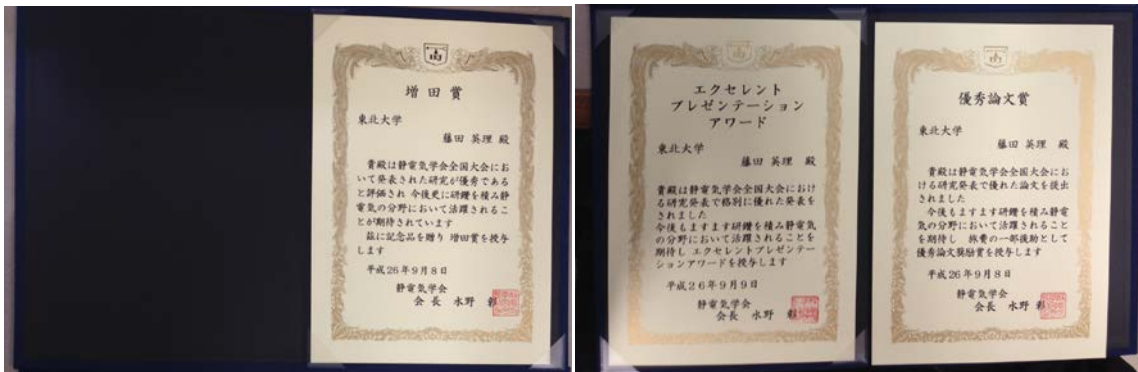 増田賞
東北大学
藤田 英理 殿
貴殿は静電気学会全国大会にお
いて発表された研究が優秀である
と評価され 今後更に研鑽を積み静
電気の分野において活躍されるこ
とが期待されています
茲に記念品を贈り 増田賞を授与
します
平成26年9月8日
静電気学会
会長 水野 彰
エクセレント
プレゼンテーション
アワード
東北大学
藤田 英理 殿
貴殿は静電気学会全国大会におけ
る研究発表で格別に優れた発表を
されました
今後もますます研鑽を積み静電気
の分野において活躍されることを
期待し エクセレントプレゼンテー
ションアワードを授与します
平成26年9月9日
静電気学会
会長 水野 彰
優秀論文賞
東北大学
藤田 英理 殿
貴殿は静電気学会全国大会にお
ける研究発表で優れた論文を提出
されました
今後もますます研鑽を積み静電
気の分野において活躍されること
を期待し 旅費の一部援助として
優秀論文奨励賞を授与します
平成26年9月8日
静電気学会
会長 水野 彰